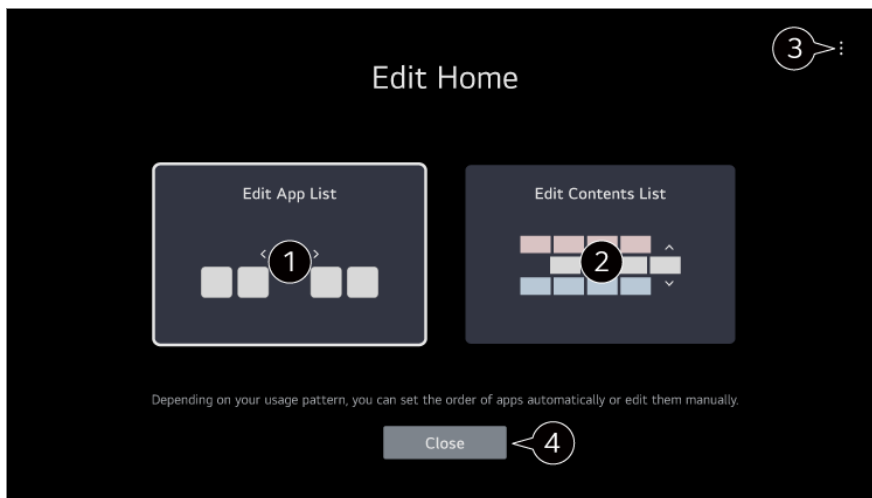 3
Edit Home
Edit App List
Edit Contents List
1
2
Depending on your usage pattern, you can set the order of apps automatically or edit them manually.
Close
4